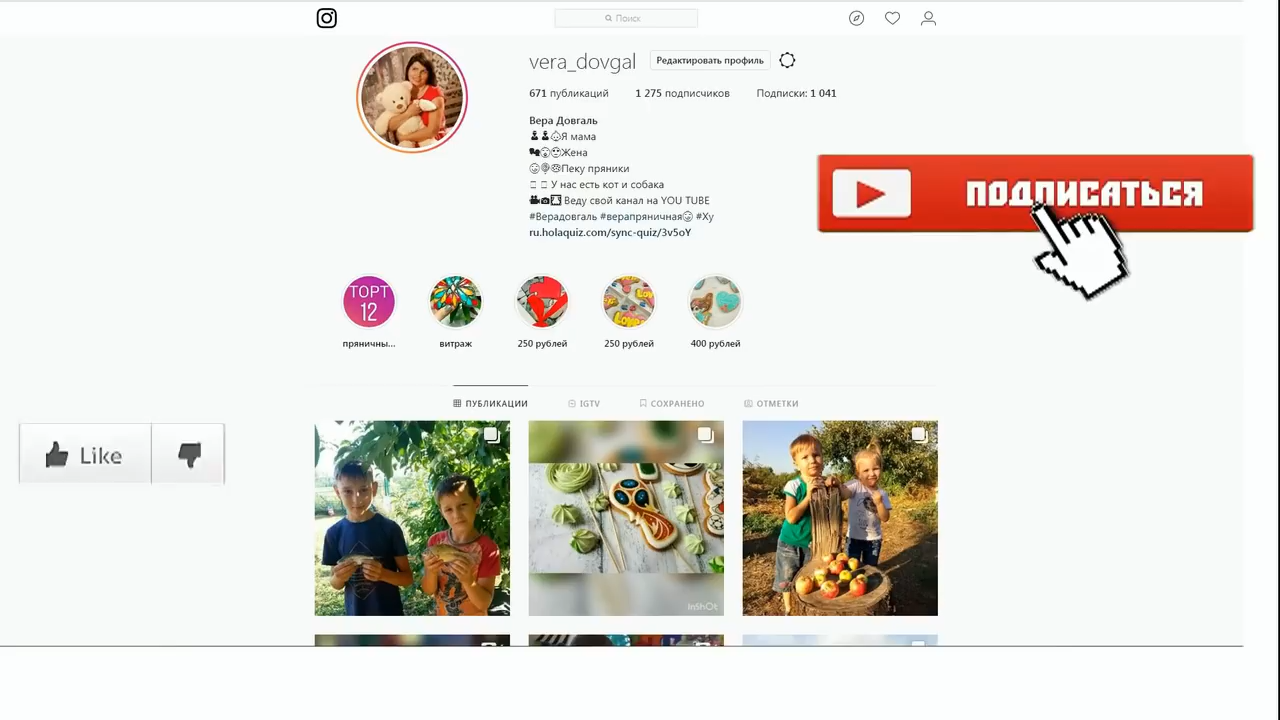 Поиск
vera_dovgal Редактировать профиль
671 публикаций 1 275 подписчиков Подписки: 1 041
Вера Довгаль
Я мама
Жена
Пеку пряники
У нас есть кот и собака
Веду свой канал на YOU TUBE
#Верадовгаль #верапряничная #Ху
ru.holaquiz.com/sync-quiz/3v5oY
ПОДПИСАТЬСЯ
ТОРТ
12
пряничны... витраж 250 рублей 250 рублей 400 рублей
ПУБЛИКАЦИИ IGTV СОХРАНЕНО ОТМЕТКИ
Like
InShOt